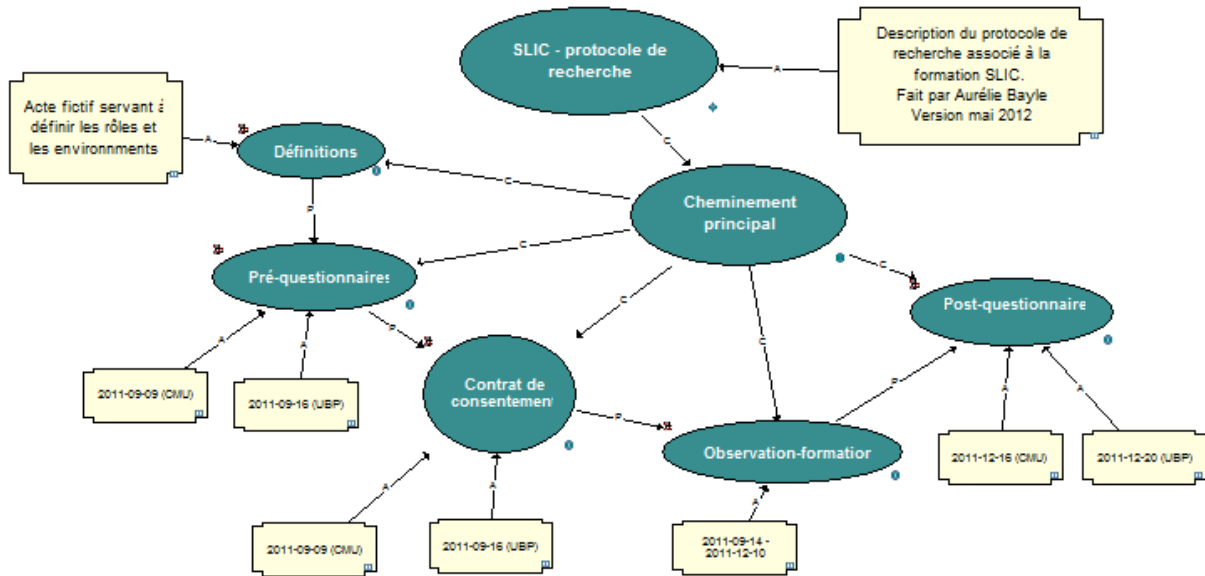 SLIC - protocole de
recherche
Description du protocole de
recherche associé à la
formation SLIC.
Fait par Aurélie Bayle
Version mai 2012
A
Acte fictif servant à
définir les rôles et
les environnments
A
Définitions
C
C
P
Cheminement
principal
C
C
Pré-questionnaires
C
C
Post-questionnaire
P
A
A
2011-09-09 (CMU)
2011-09-16 (UBP)
Contrat de
consentement
P
P
A
A
Observation-formation
2011-12-16 (CMU)
2011-12-20 (UBP)
A
A
A
2011-09-09 (CMU)
2011-09-16 (UBP)
2011-09-14 -
2011-12-10